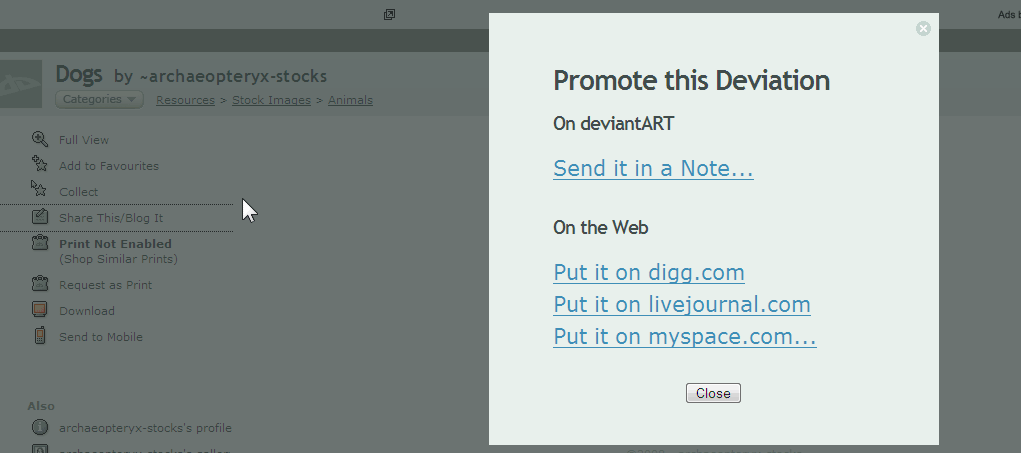 Ads b
Dogs by ~archaeopteryx-stocks
Categories
Resources > Stock Images > Animals
Full View
Add to Favourites
Collect
Share This/Blog It
Print Not Enabled
(Shop Similar Prints)
Request as Print
Download
Send to Mobile
Also
archaeopteryx-stocks's profile
Promote this Deviation
On deviantART
Send it in a Note...
On the Web
Put it on digg.com
Put it on livejournal.com
Put it on myspace.com...
Close